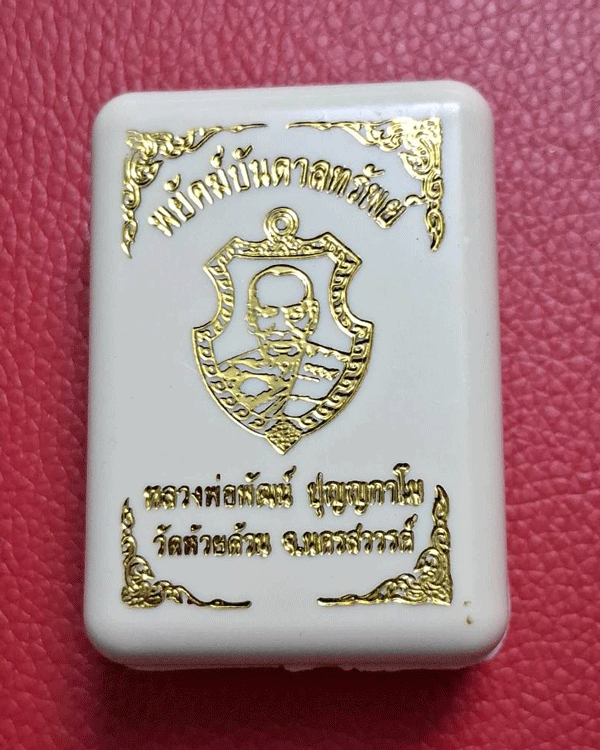 พยัคฆ์บันดาลทรัพย์
หลวงพ่อพัฒน์ ปุญญกาโม
วัดห้วยด้วน จ.นครสวรรค์